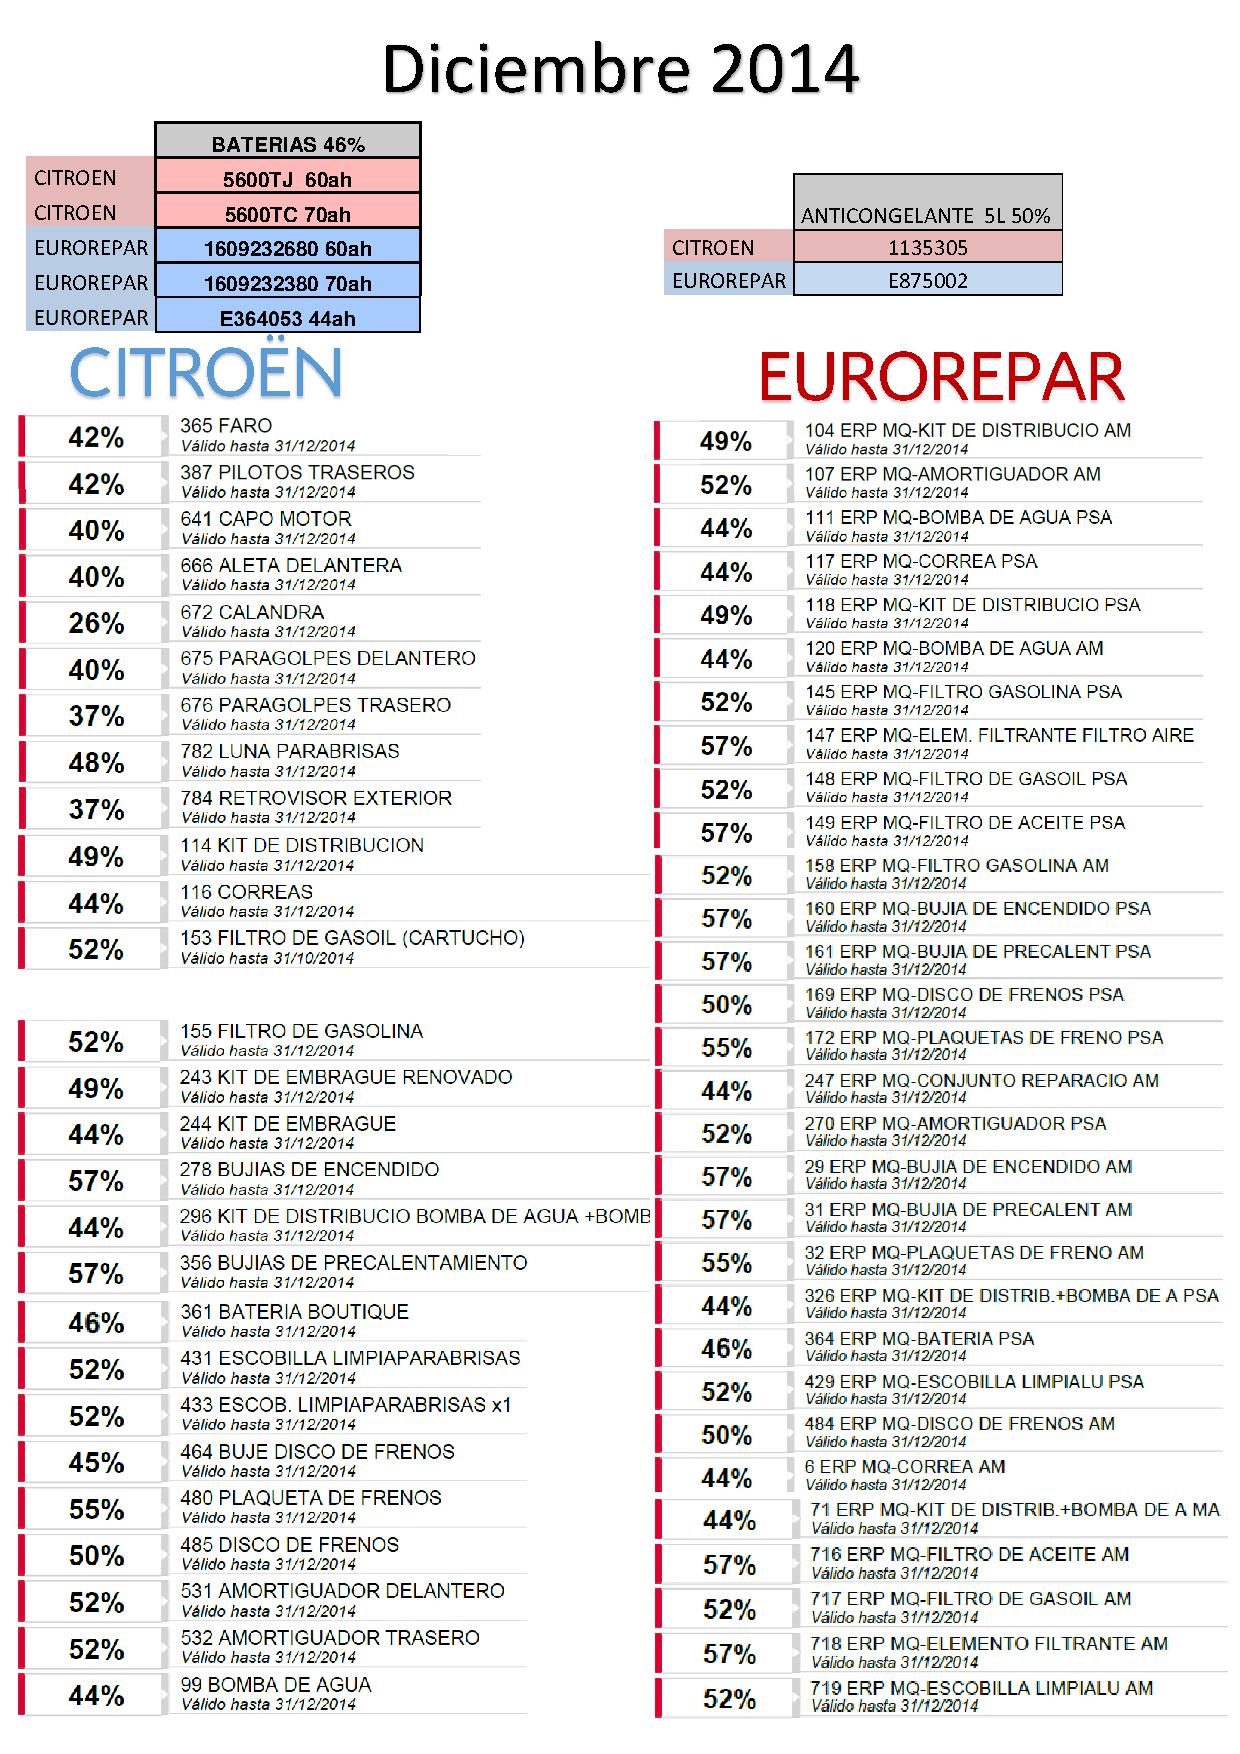 Diciembre 2014
BATERIAS 46%
CITROEN 5600TJ 60ah
CITROEN 5600TC 70ah
EUROREPAR 1609232680 60ah
EUROREPAR 1609232380 70ah
EUROREPAR E364053 44ah
ANTICONGELANTE 5L 50%
CITROEN 1135305
EUROREPAR E875002
CITROËN
42% 365 FARO
Válido hasta 31/12/2014
42% 387 PILOTOS TRASEROS
Válido hasta 31/12/2014
40% 641 CAPO MOTOR
Válido hasta 31/12/2014
40% 666 ALETA DELANTERA
Válido hasta 31/12/2014
26% 672 CALANDRA
Válido hasta 31/12/2014
40% 675 PARAGOLPES DELANTERO
Válido hasta 31/12/2014
37% 676 PARAGOLPES TRASERO
Válido hasta 31/12/2014
48% 782 LUNA PARABRISAS
Válido hasta 31/12/2014
37% 784 RETROVISOR EXTERIOR
Válido hasta 31/12/2014
49% 114 KIT DE DISTRIBUCION
Válido hasta 31/12/2014
44% 116 CORREAS
Válido hasta 31/12/2014
52% 153 FILTRO DE GASOIL (CARTUCHO)
Válido hasta 31/10/2014
52% 155 FILTRO DE GASOLINA
Válido hasta 31/12/2014
49% 243 KIT DE EMBRAGUE RENOVADO
Válido hasta 31/12/2014
44% 244 KIT DE EMBRAGUE
Válido hasta 31/12/2014
57% 278 BUJIAS DE ENCENDIDO
Válido hasta 31/12/2014
44% 296 KIT DE DISTRIBUCIO BOMBA DE AGUA +BOMB
Válido hasta 31/12/2014
57% 356 BUJIAS DE PRECALENTAMIENTO
Válido hasta 31/12/2014
46% 361 BATERIA BOUTIQUE
Válido hasta 31/12/2014
52% 431 ESCOBILLA LIMPIAPARABRISAS
Válido hasta 31/12/2014
52% 433 ESCOB. LIMPIAPARABRISAS x1
Válido hasta 31/12/2014
45% 464 BUJE DISCO DE FRENOS
Válido hasta 31/12/2014
55% 480 PLAQUETA DE FRENOS
Válido hasta 31/12/2014
50% 485 DISCO DE FRENOS
Válido hasta 31/12/2014
52% 531 AMORTIGUADOR DELANTERO
Válido hasta 31/12/2014
52% 532 AMORTIGUADOR TRASERO
Válido hasta 31/12/2014
44% 99 BOMBA DE AGUA
Válido hasta 31/12/2014
EUROREPAR
49% 104 ERP MQ-KIT DE DISTRIBUCIO AM
Válido hasta 31/12/2014
52% 107 ERP MQ-AMORTIGUADOR AM
Válido hasta 31/12/2014
44% 111 ERP MQ-BOMBA DE AGUA PSA
Válido hasta 31/12/2014
44% 117 ERP MQ-CORREA PSA
Válido hasta 31/12/2014
49% 118 ERP MQ-KIT DE DISTRIBUCIO PSA
Válido hasta 31/12/2014
44% 120 ERP MQ-BOMBA DE AGUA AM
Válido hasta 31/12/2014
52% 145 ERP MQ-FILTRO GASOLINA PSA
Válido hasta 31/12/2014
57% 147 ERP MQ-ELEM. FILTRANTE FILTRO AIRE
Válido hasta 31/12/2014
52% 148 ERP MQ-FILTRO DE GASOIL PSA
Válido hasta 31/12/2014
57% 149 ERP MQ-FILTRO DE ACEITE PSA
Válido hasta 31/12/2014
52% 158 ERP MQ-FILTRO GASOLINA AM
Válido hasta 31/12/2014
57% 160 ERP MQ-BUJIA DE ENCENDIDO PSA
Válido hasta 31/12/2014
57% 161 ERP MQ-BUJIA DE PRECALENT PSA
Válido hasta 31/12/2014
50% 169 ERP MQ-DISCO DE FRENOS PSA
Válido hasta 31/12/2014
55% 172 ERP MQ-PLAQUETAS DE FRENO PSA
Válido hasta 31/12/2014
44% 247 ERP MQ-CONJUNTO REPARACIO AM
Válido hasta 31/12/2014
52% 270 ERP MQ-AMORTIGUADOR PSA
Válido hasta 31/12/2014
57% 29 ERP MQ-BUJIA DE ENCENDIDO AM
Válido hasta 31/12/2014
57% 31 ERP MQ-BUJIA DE PRECALENT AM
Válido hasta 31/12/2014
55% 32 ERP MQ-PLAQUETAS DE FRENO AM
Válido hasta 31/12/2014
44% 326 ERP MQ-KIT DE DISTRIB.+BOMBA DE A PSA
Válido hasta 31/12/2014
46% 364 ERP MQ-BATERIA PSA
Válido hasta 31/12/2014
52% 429 ERP MQ-ESCOBILLA LIMPIALU PSA
Válido hasta 31/12/2014
50% 484 ERP MQ-DISCO DE FRENOS AM
Válido hasta 31/12/2014
44% 6 ERP MQ-CORREA AM
Válido hasta 31/12/2014
44% 71 ERP MQ-KIT DE DISTRIB.+BOMBA DE A MA
Válido hasta 31/12/2014
57% 716 ERP MQ-FILTRO DE ACEITE AM
Válido hasta 31/12/2014
52% 717 ERP MQ-FILTRO DE GASOIL AM
Válido hasta 31/12/2014
57% 718 ERP MQ-ELEMENTO FILTRANTE AM
Válido hasta 31/12/2014
52% 719 ERP MQ-ESCOBILLA LIMPIALU AM
Válido hasta 31/12/2014